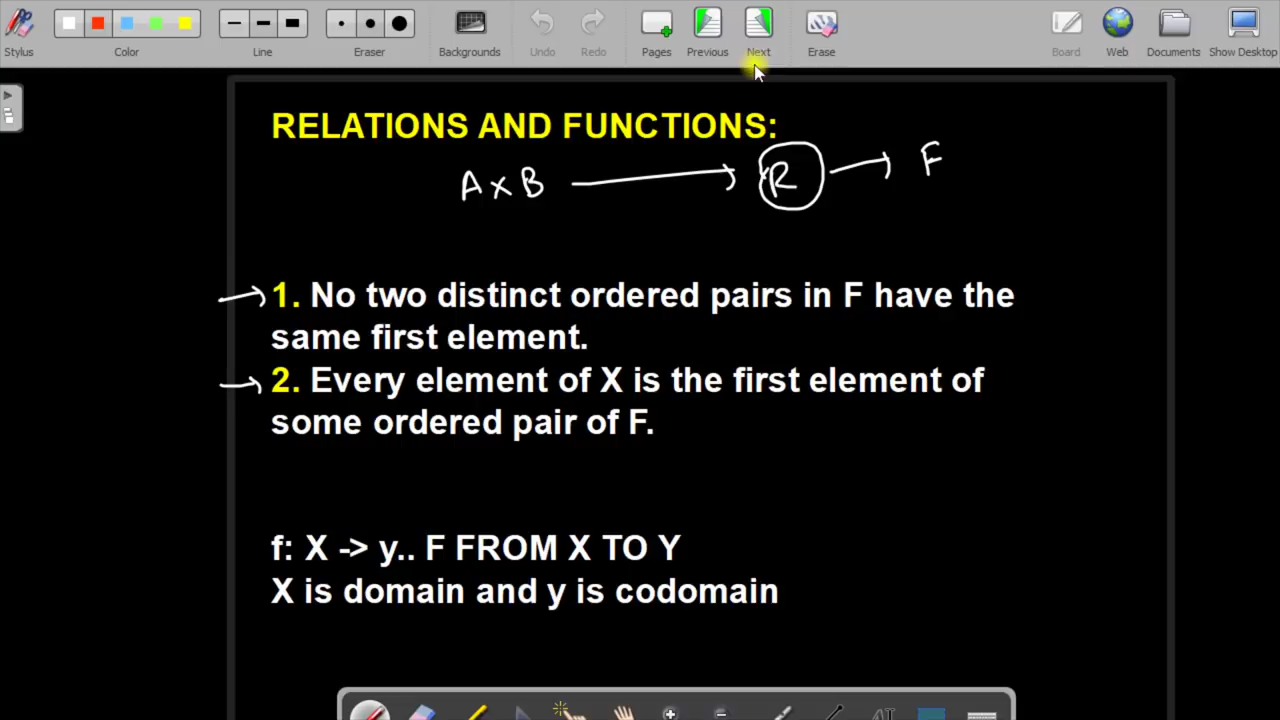 Stylus Color Line Eraser Backgrounds Undo Redo Pages Previous Next Erase Board Web Documents Show Desktop
RELATIONS AND FUNCTIONS:
A x B → R → F
→ 1. No two distinct ordered pairs in F have the
same first element.
→ 2. Every element of X is the first element of
some ordered pair of F.
f: X -> y.. F FROM X TO Y
X is domain and y is codomain